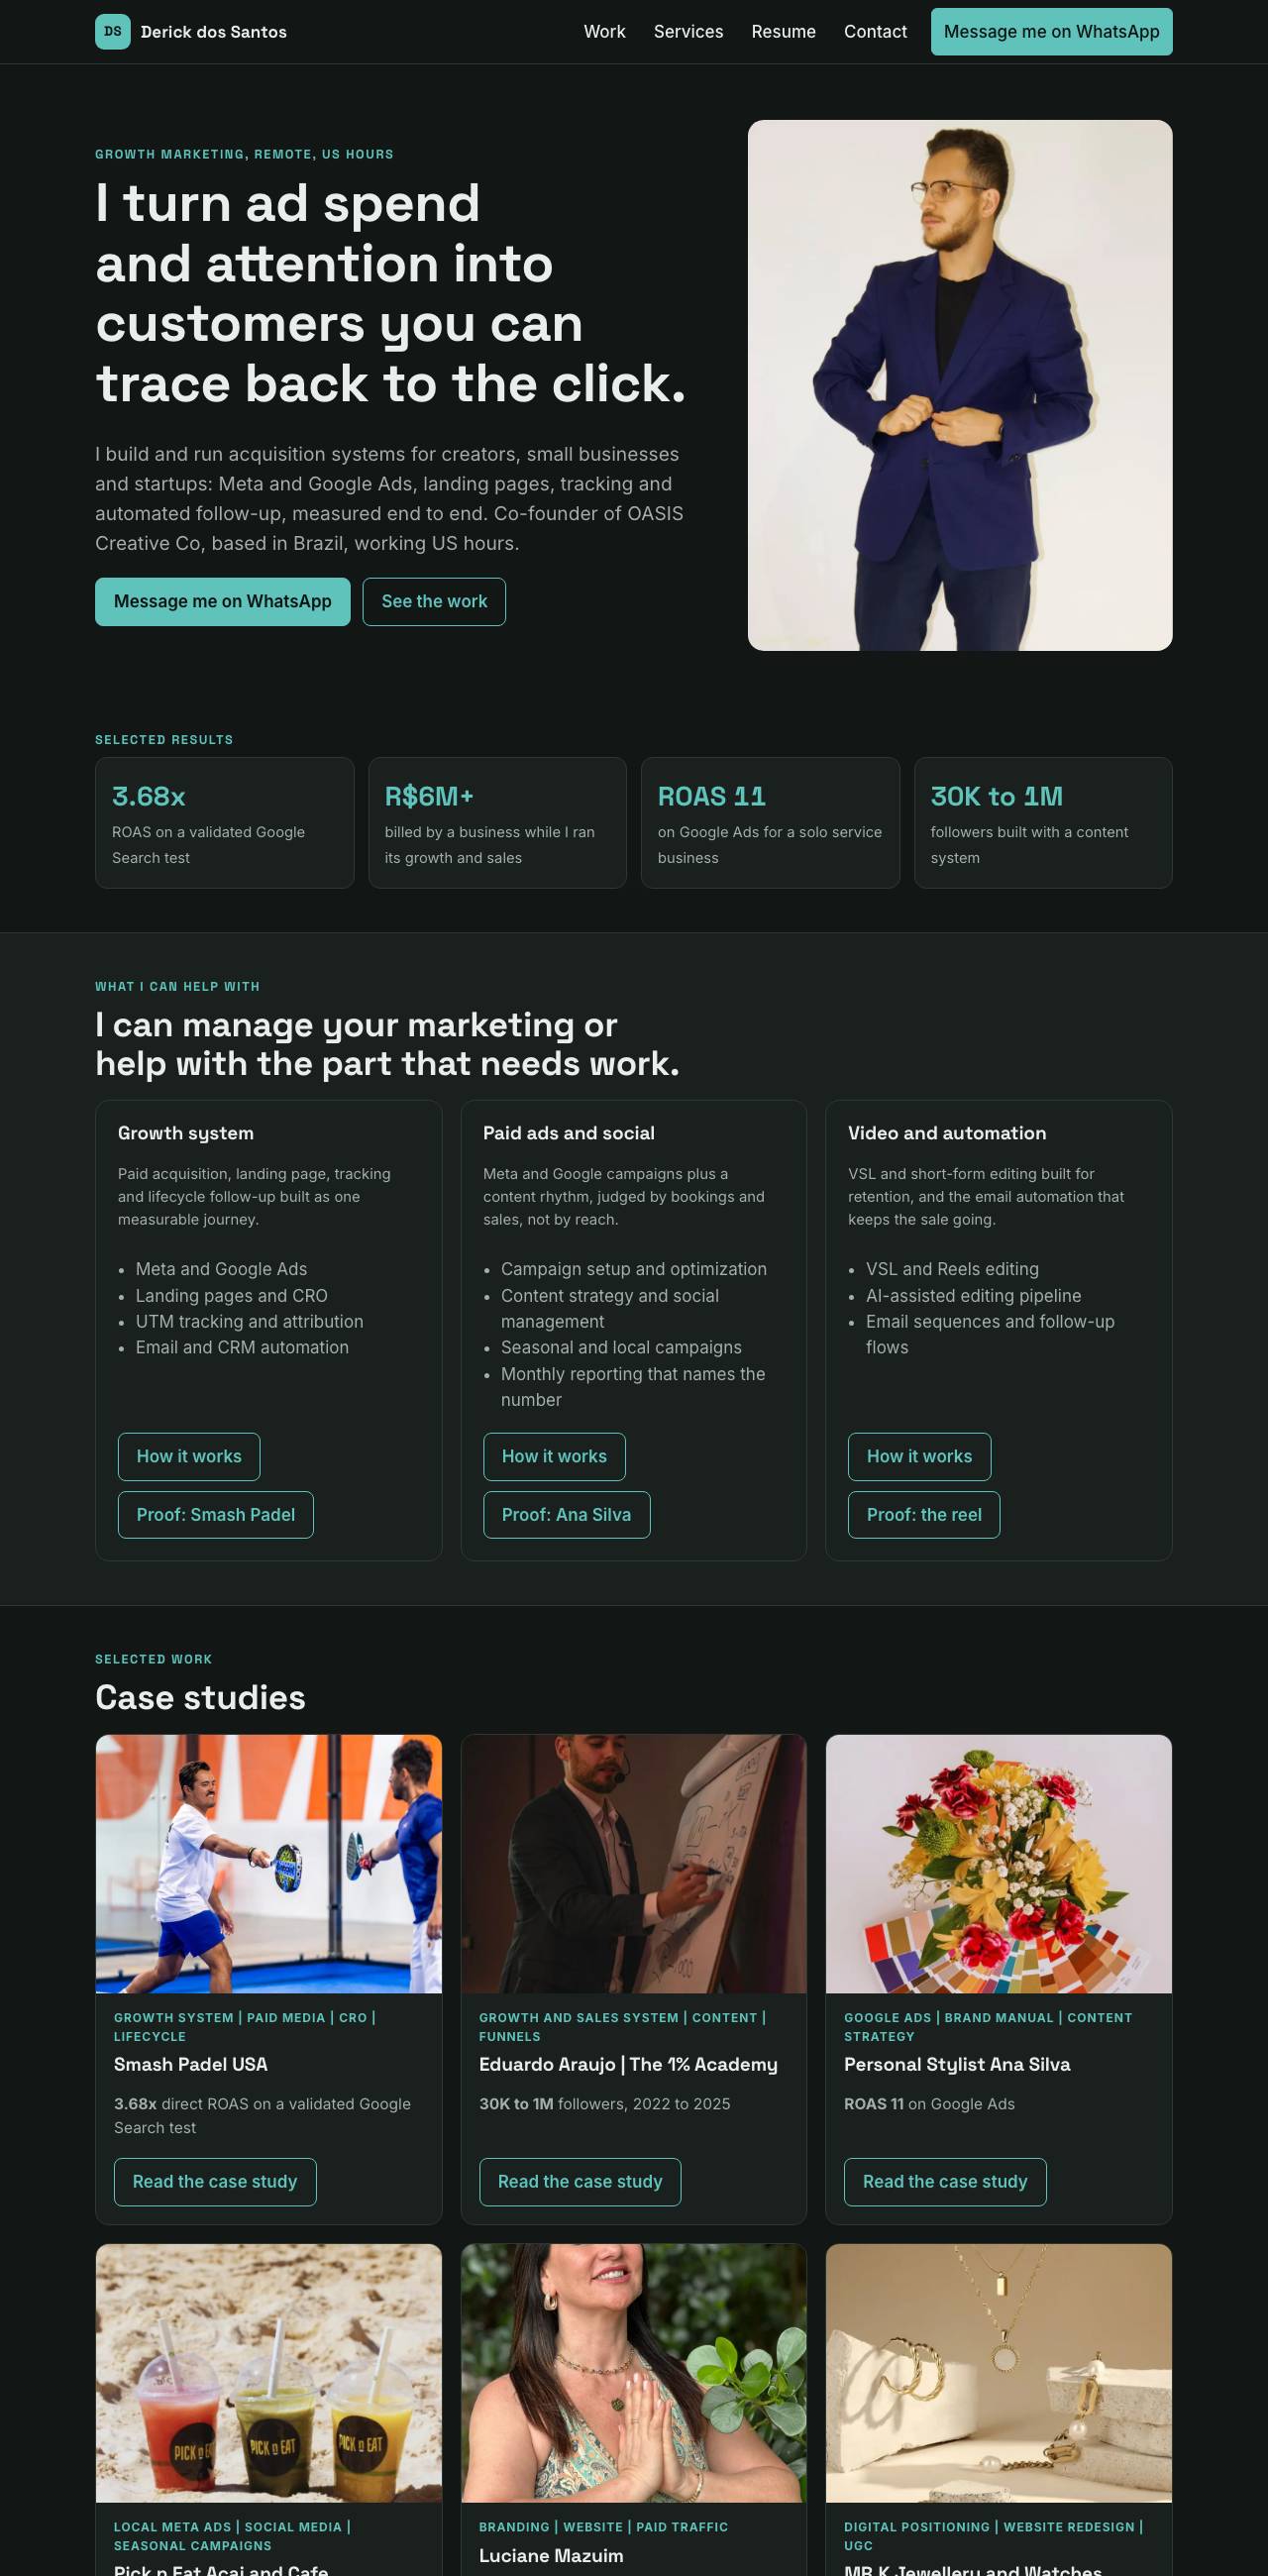 DS Derick dos Santos Work Services Resume Contact Message me on WhatsApp
GROWTH MARKETING, REMOTE, US HOURS
I turn ad spend
and attention into
customers you can
trace back to the click.
I build and run acquisition systems for creators, small businesses
and startups: Meta and Google Ads, landing pages, tracking and
automated follow-up, measured end to end. Co-founder of OASIS
Creative Co, based in Brazil, working US hours.
Message me on WhatsApp See the work
SELECTED RESULTS
3.68x
ROAS on a validated Google
Search test
R$6M+
billed by a business while I ran
its growth and sales
ROAS 11
on Google Ads for a solo service
business
30K to 1M
followers built with a content
system
WHAT I CAN HELP WITH
I can manage your marketing or
help with the part that needs work.
Growth system
Paid acquisition, landing page, tracking
and lifecycle follow-up built as one
measurable journey.
• Meta and Google Ads
• Landing pages and CRO
• UTM tracking and attribution
• Email and CRM automation
How it works
Proof: Smash Padel
Paid ads and social
Meta and Google campaigns plus a
content rhythm, judged by bookings and
sales, not by reach.
• Campaign setup and optimization
• Content strategy and social
management
• Seasonal and local campaigns
• Monthly reporting that names the
number
How it works
Proof: Ana Silva
Video and automation
VSL and short-form editing built for
retention, and the email automation that
keeps the sale going.
• VSL and Reels editing
• AI-assisted editing pipeline
• Email sequences and follow-up
flows
How it works
Proof: the reel
SELECTED WORK
Case studies
GROWTH SYSTEM | PAID MEDIA | CRO |
LIFECYCLE
Smash Padel USA
3.68x direct ROAS on a validated Google
Search test
Read the case study
GROWTH AND SALES SYSTEM | CONTENT |
FUNNELS
Eduardo Araujo | The 1% Academy
30K to 1M followers, 2022 to 2025
Read the case study
GOOGLE ADS | BRAND MANUAL | CONTENT
STRATEGY
Personal Stylist Ana Silva
ROAS 11 on Google Ads
Read the case study
PICK n EAT
PICK n EAT
LOCAL META ADS | SOCIAL MEDIA |
SEASONAL CAMPAIGNS
Pick n Eat Acai and Cafe
BRANDING | WEBSITE | PAID TRAFFIC
Luciane Mazuim
DIGITAL POSITIONING | WEBSITE REDESIGN |
UGC
MR K Jewellery and Watches